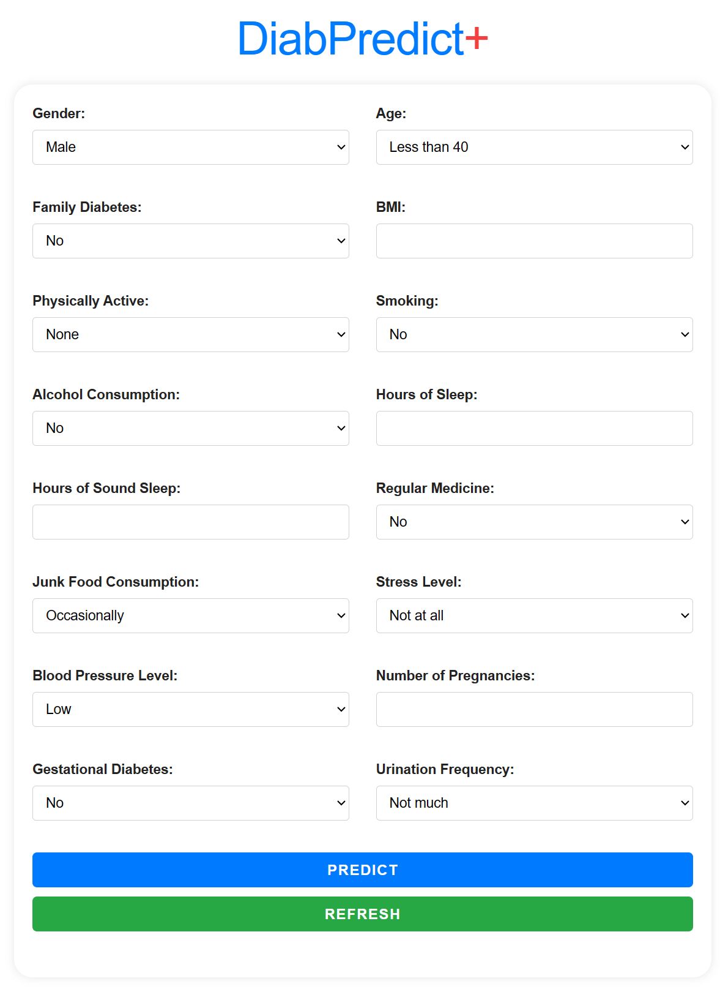 DiabPredict+
Gender:
Male
Age:
Less than 40
Family Diabetes:
No
BMI:
Physically Active:
None
Smoking:
No
Alcohol Consumption:
No
Hours of Sleep:
Hours of Sound Sleep:
Regular Medicine:
No
Junk Food Consumption:
Occasionally
Stress Level:
Not at all
Blood Pressure Level:
Low
Number of Pregnancies:
Gestational Diabetes:
No
Urination Frequency:
Not much
PREDICT
REFRESH